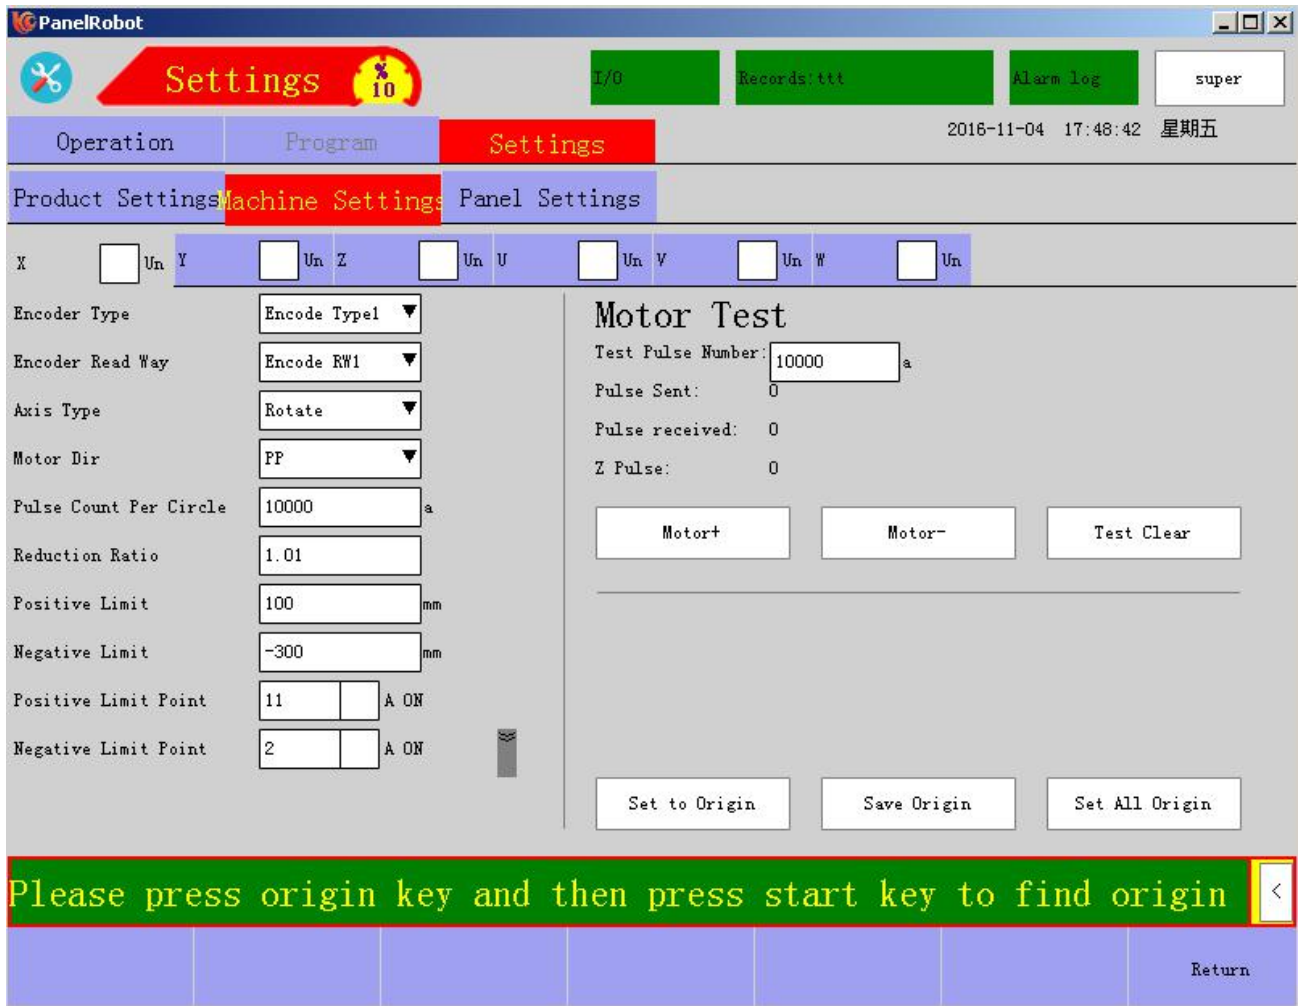 PanelRobot
Settings % 10 I/O Records:ttt Alarm log super
2016-11-04 17:48:42 星期五
Operation Program Settings
Product Settings Machine Settings Panel Settings
X Un Y Un Z Un U Un V Un W Un
Encoder Type Encode Type1
Encoder Read Way Encode RW1
Axis Type Rotate
Motor Dir PP
Pulse Count Per Circle 10000 a
Reduction Ratio 1.01
Positive Limit 100 mm
Negative Limit -300 mm
Positive Limit Point 11 A ON
Negative Limit Point 2 A ON
Motor Test
Test Pulse Number: 10000 a
Pulse Sent: 0
Pulse received: 0
Z Pulse: 0
Motor+ Motor- Test Clear
Set to Origin Save Origin Set All Origin
Please press origin key and then press start key to find origin <
Return